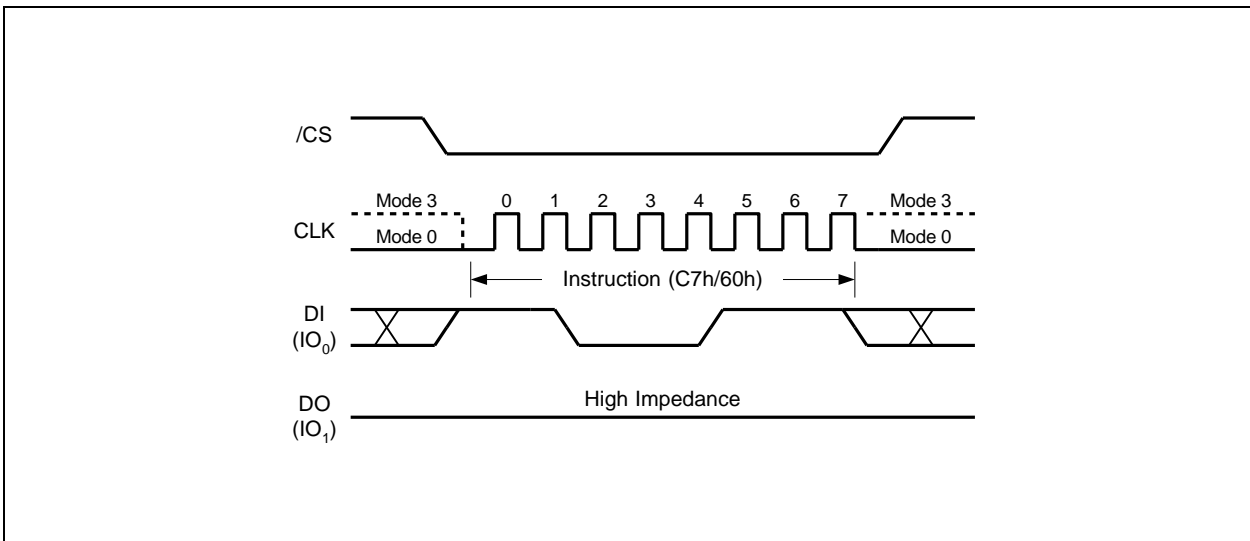 /CS
Mode 3 0 1 2 3 4 5 6 7 Mode 3
CLK
Mode 0 Mode 0
Instruction (C7h/60h)
DI
(IO0)
High Impedance
DO
(IO1)